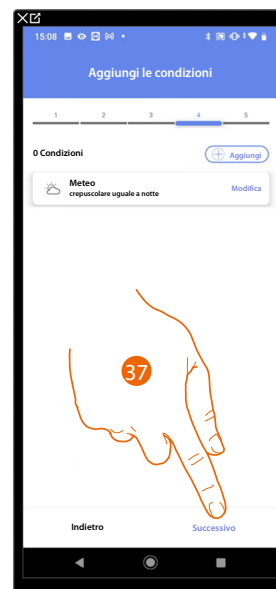 15:08
Aggiungi le condizioni
1 2 3 4 5
0 Condizioni Aggiungi
Meteo
crepuscolare uguale a notte
Modifica
37
Indietro Successivo